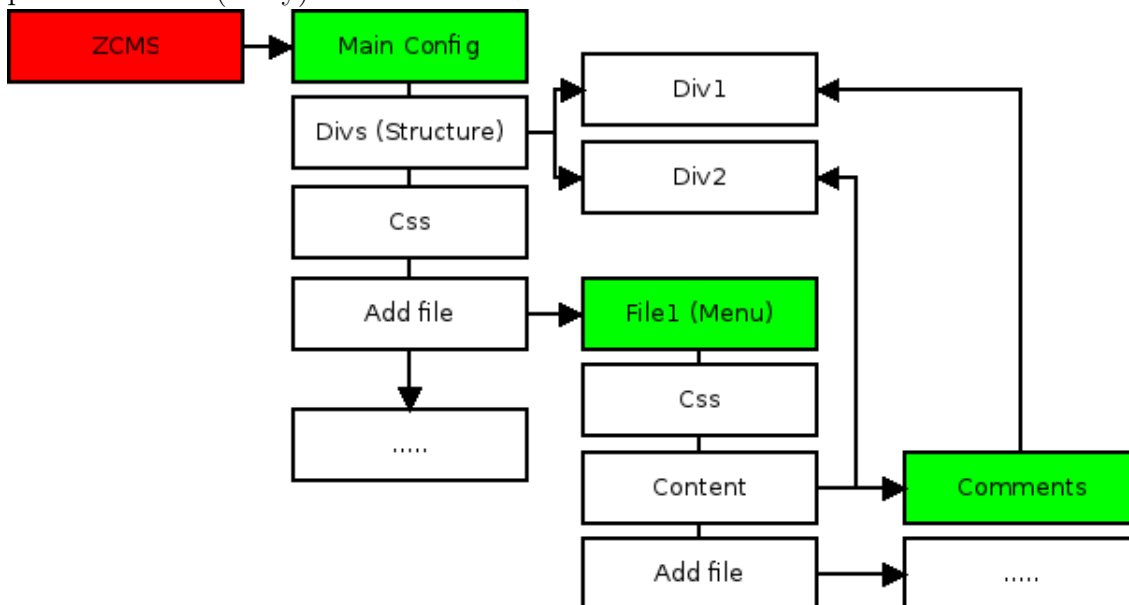 ZCMS
Main Config
Divs (Structure)
Div1
Div2
Css
Add file
File1 (Menu)
Css
.....
Content
Comments
Add file
.....